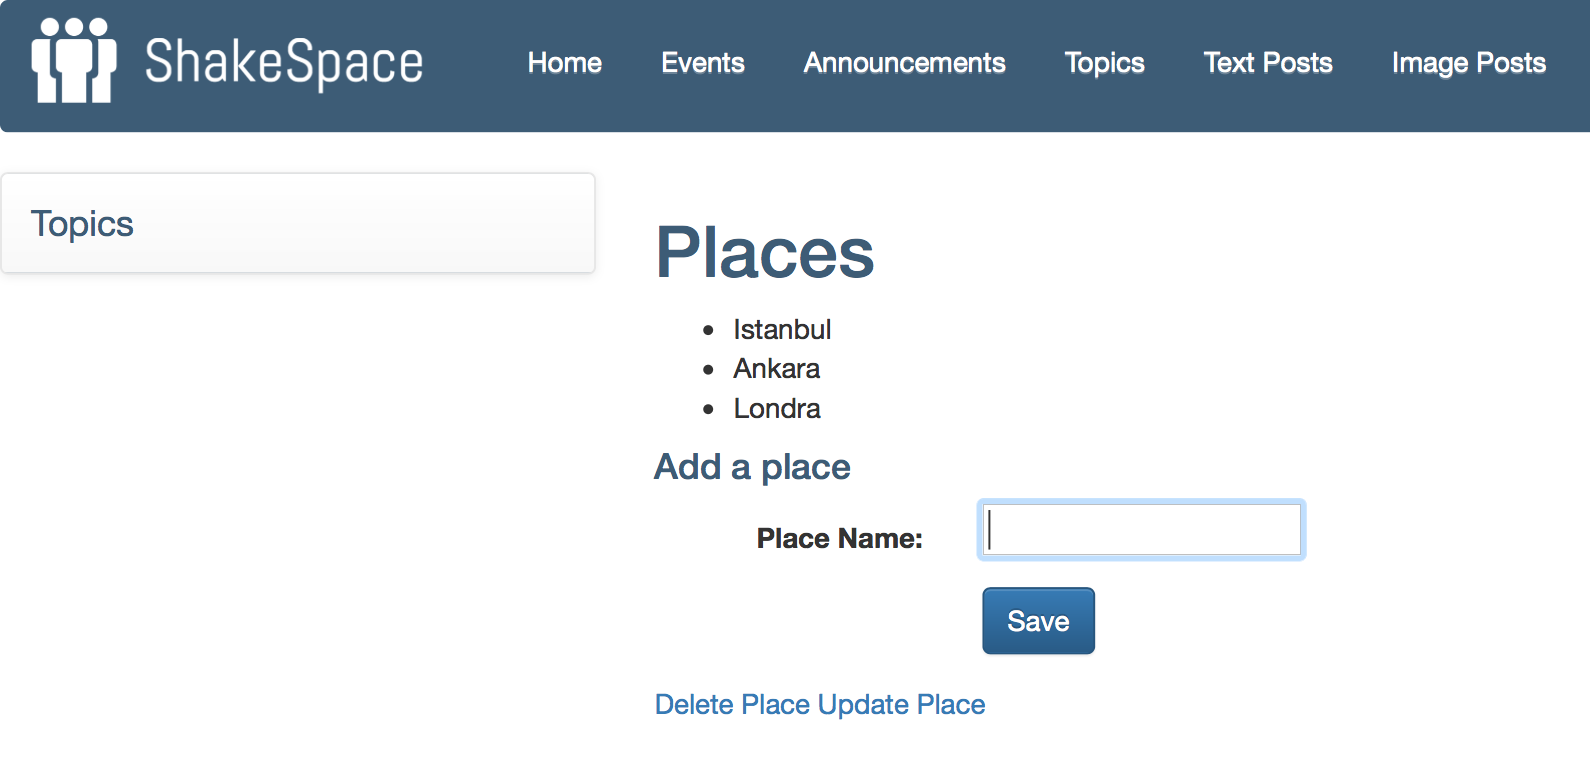 ShakeSpace Home Events Announcements Topics Text Posts Image Posts
Topics
Places
Istanbul
Ankara
Londra
Add a place
Place Name:
Save
Delete Place Update Place